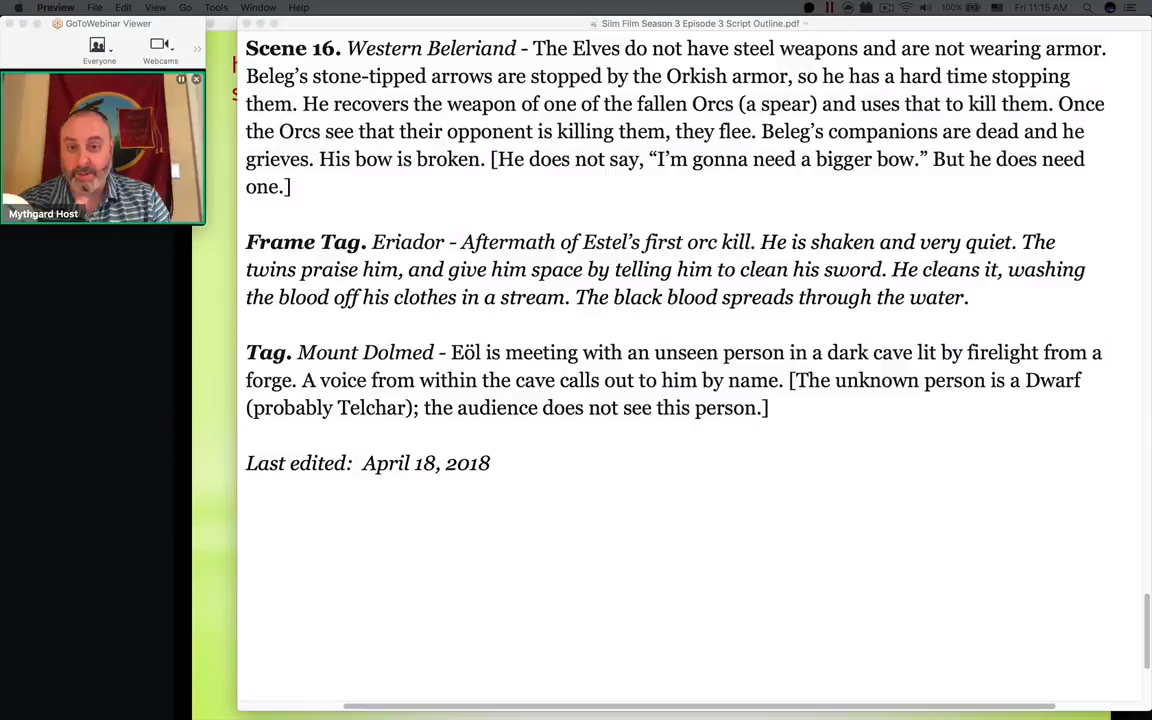 Preview File Edit View Go Tools Window Help 100% Fri 11:15 AM
GoToWebinar Viewer
Silm Film Season 3 Episode 3 Script Outline.pdf
Everyone
Webcams
Mythgard Host
Scene 16. Western Beleriand - The Elves do not have steel weapons and are not wearing armor.
Beleg’s stone-tipped arrows are stopped by the Orkish armor, so he has a hard time stopping
them. He recovers the weapon of one of the fallen Orcs (a spear) and uses that to kill them. Once
the Orcs see that their opponent is killing them, they flee. Beleg’s companions are dead and he
grieves. His bow is broken. [He does not say, “I’m gonna need a bigger bow.” But he does need
one.]
Frame Tag. Eriador - Aftermath of Estel’s first orc kill. He is shaken and very quiet. The
twins praise him, and give him space by telling him to clean his sword. He cleans it, washing
the blood off his clothes in a stream. The black blood spreads through the water.
Tag. Mount Dolmed - Eöl is meeting with an unseen person in a dark cave lit by firelight from a
forge. A voice from within the cave calls out to him by name. [The unknown person is a Dwarf
(probably Telchar); the audience does not see this person.]
Last edited: April 18, 2018